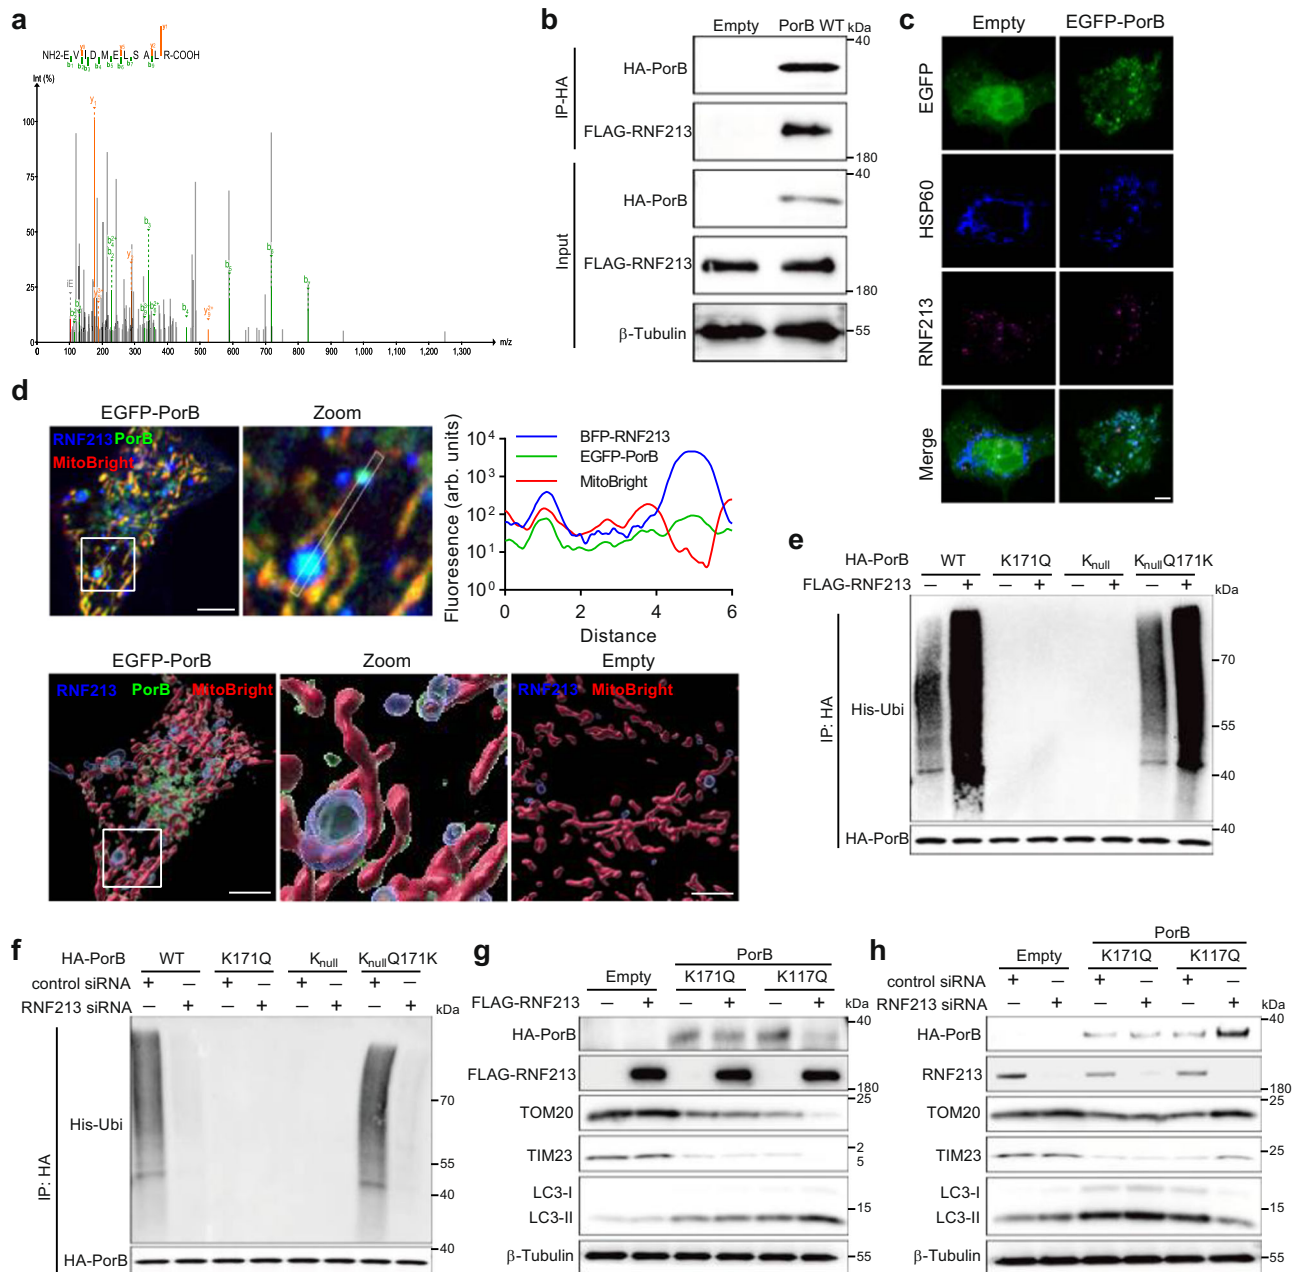 a
NH2-E V I D M E L S A L R-COOH
Int (%)
100
75
50
25
0
0 100 200 300 400 500 600 700 800 900 1,000 1,100 1,200 1,300 m/z
b
Empty PorB WT kDa
40
IP-HA
HA-PorB
FLAG-RNF213
180
40
Input
HA-PorB
FLAG-RNF213
180
β-Tubulin
55
c
Empty EGFP-PorB
EGFP
HSP60
RNF213
Merge
d
EGFP-PorB Zoom
RNF213 PorB
MitoBright
Fluoresence (arb. units)
10⁴
10³
10²
10¹
10⁰
BFP-RNF213
EGFP-PorB
MitoBright
0 2 4 6
Distance
EGFP-PorB Zoom Empty
RNF213 PorB MitoBright
RNF213 MitoBright
e
HA-PorB WT K171Q Knull KnullQ171K
FLAG-RNF213 – + – + – + – + kDa
IP: HA
His-Ubi
70
55
40
40
HA-PorB
f
HA-PorB WT K171Q Knull KnullQ171K
control siRNA + – + – + – + –
RNF213 siRNA – + – + – + – + kDa
IP: HA
His-Ubi
70
55
40
40
HA-PorB
g
PorB
Empty K171Q K117Q
FLAG-RNF213 – + – + – + kDa
HA-PorB
40
FLAG-RNF213
180
TOM20
25
TIM23
2
5
LC3-I
LC3-II
15
β-Tubulin
55
h
PorB
Empty K171Q K117Q
control siRNA + – + – + –
RNF213 siRNA – + – + – + kDa
HA-PorB
40
RNF213
180
TOM20
25
TIM23
25
LC3-I
LC3-II
15
β-Tubulin
55